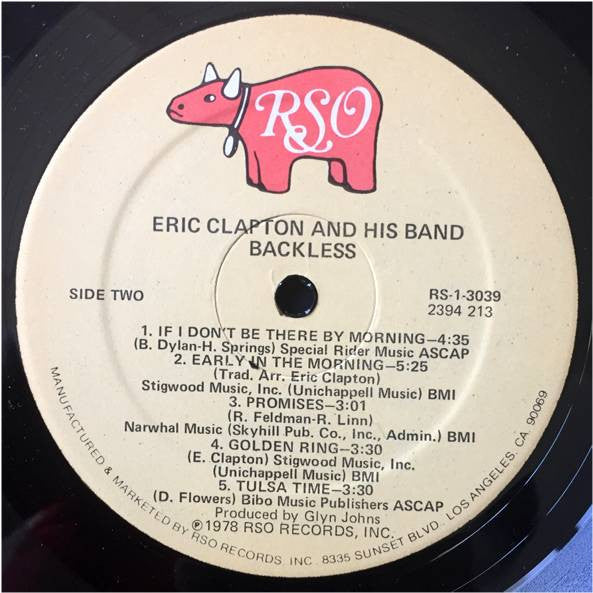 RSO
ERIC CLAPTON AND HIS BAND
BACKLESS
SIDE TWO
RS-1-3039
2394 213
1. IF I DON'T BE THERE BY MORNING—4:35
(B. Dylan-H. Springs) Special Rider Music ASCAP
2. EARLY IN THE MORNING—5:25
(Trad. Arr. Eric Clapton)
Stigwood Music, Inc. (Unichappell Music) BMI
3. PROMISES—3:01
(R. Feldman-R. Linn)
Narwhal Music (Skyhill Pub. Co., Inc., Admin.) BMI
4. GOLDEN RING—3:30
(E. Clapton) Stigwood Music, Inc.
(Unichappell Music) BMI
5. TULSA TIME—3:30
(D. Flowers) Bibo Music Publishers ASCAP
Produced by Glyn Johns
℗1978 RSO RECORDS, INC.
MANUFACTURED & MARKETED BY RSO RECORDS, INC. 8335 SUNSET BLVD., LOS ANGELES, CA. 90069